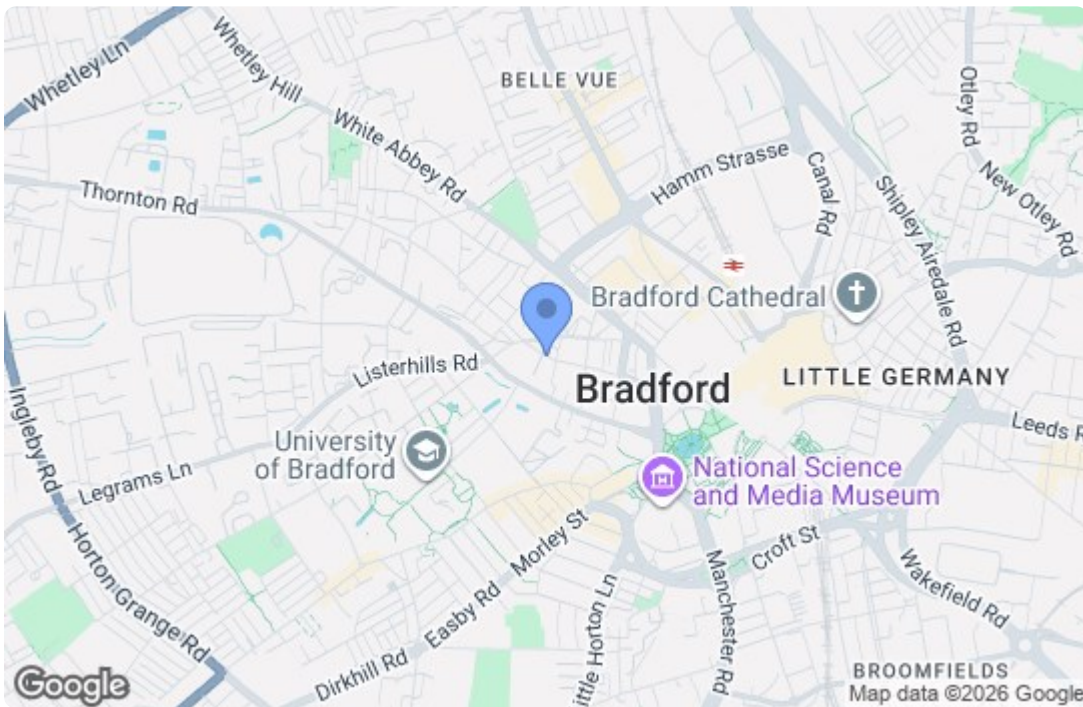 Whetley Ln
Whetley Hill
BELLE VUE
White Abbey Rd
Otley Rd
New Otley Rd
Hamm Strasse
Canal Rd
Shipley Airedale Rd
Thornton Rd
Bradford Cathedral
Listerhills Rd
Bradford
LITTLE GERMANY
Ingleby Rd
Leeds R
University
of Bradford
National Science
and Media Museum
Legrams Ln
Horton Grange Rd
Morley St
Croft St
Easby Rd
Manchester Rd
Wakefield Rd
ittle Horton Ln
Dirkhill Rd
BROOMFIELDS
Google
Map data ©2026 Google